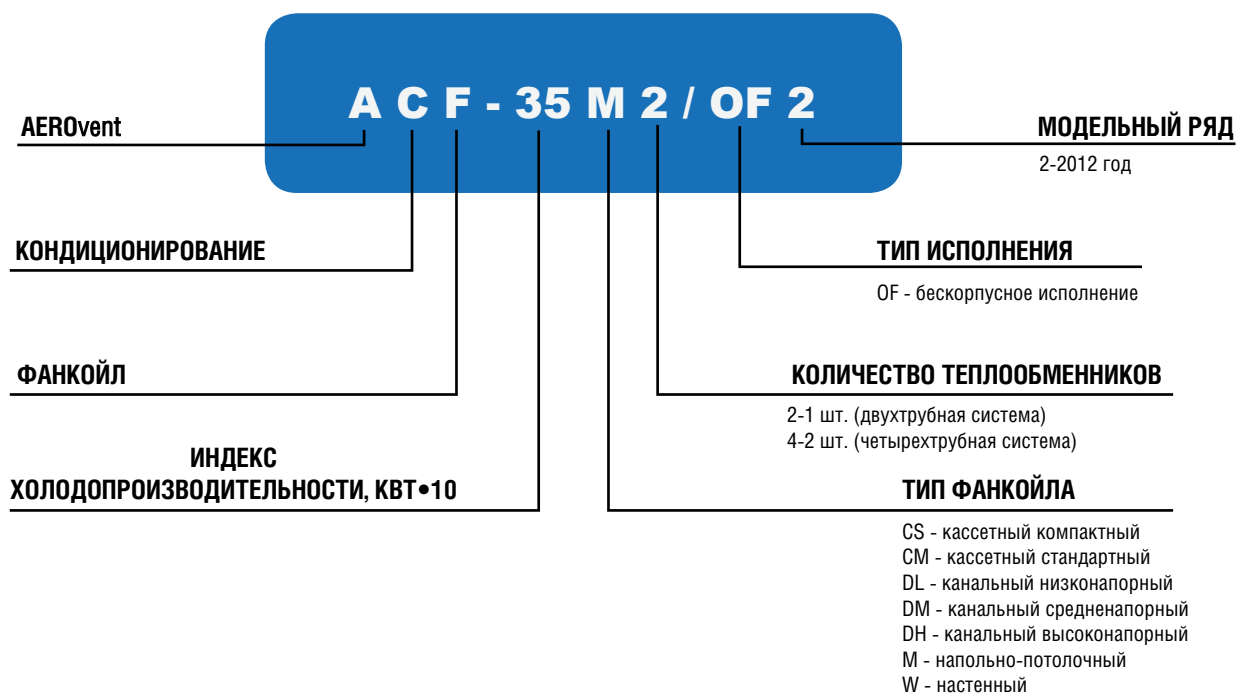 A C F - 35 M 2 / OF 2
AEROvent
МОДЕЛЬНЫЙ РЯД
2-2012 год
КОНДИЦИОНИРОВАНИЕ
ТИП ИСПОЛНЕНИЯ
OF - бескорпусное исполнение
ФАНКОЙЛ
КОЛИЧЕСТВО ТЕПЛООБМЕННИКОВ
2-1 шт. (двухтрубная система)
4-2 шт. (четырехтрубная система)
ИНДЕКС
ХОЛОДОПРОИЗВОДИТЕЛЬНОСТИ, КВТ•10
ТИП ФАНКОЙЛА
CS - кассетный компактный
CM - кассетный стандартный
DL - канальный низконапорный
DM - канальный средненапорный
DH - канальный высоконапорный
M - напольно-потолочный
W - настенный